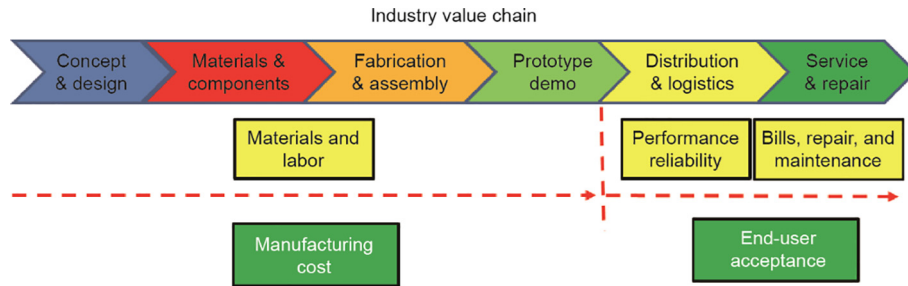 Industry value chain
Concept
& design
Materials &
components
Fabrication
& assembly
Prototype
demo
Distribution
& logistics
Service
& repair
Materials and
labor
Performance
reliability
Bills, repair, and
maintenance
Manufacturing
cost
End-user
acceptance